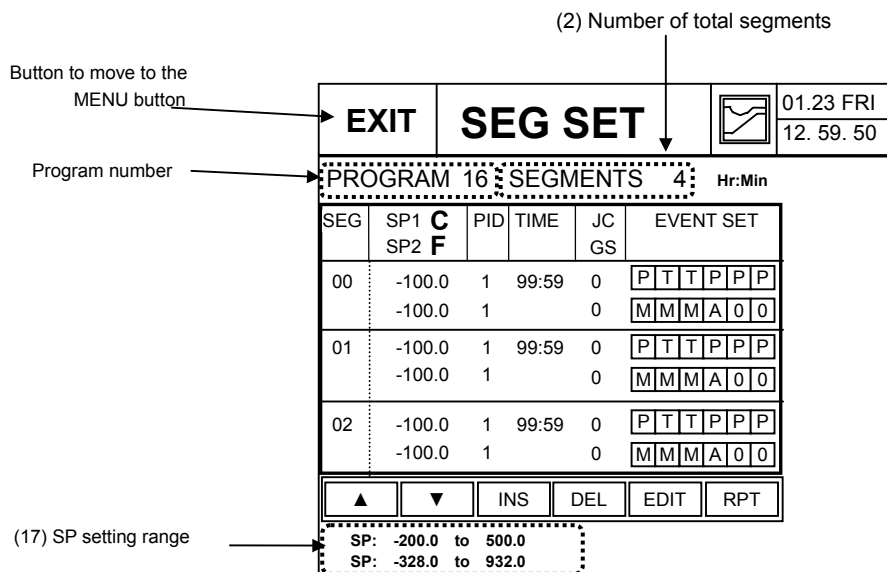 (2) Number of total segments
Button to move to the
MENU button
EXIT SEG SET 01.23 FRI
12. 59. 50
Program number
PROGRAM 16 SEGMENTS 4 Hr:Min
SEG SP1 C PID TIME JC EVENT SET
SP2 F GS
00 -100.0 1 99:59 0 P T T P P P
-100.0 1 0 M M M A 0 0
01 -100.0 1 99:59 0 P T T P P P
-100.0 1 0 M M M A 0 0
02 -100.0 1 99:59 0 P T T P P P
-100.0 1 0 M M M A 0 0
▲ ▼ INS DEL EDIT RPT
(17) SP setting range
SP: -200.0 to 500.0
SP: -328.0 to 932.0